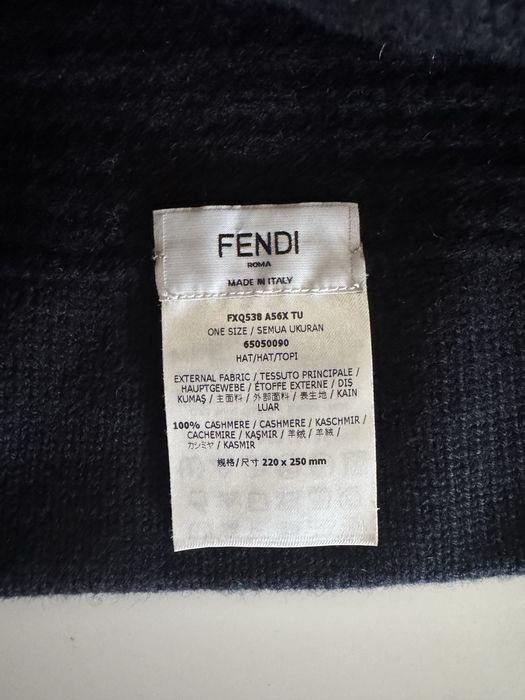 FENDI
ROMA
MADE IN ITALY
FXQ538 A56X TU
ONE SIZE / SEMUA UKURAN
65050090
HAT/HAT/TOPI
EXTERNAL FABRIC / TESSUTO PRINCIPALE /
HAUPTGEWEBE / ÉTOFFE EXTERNE / DIŞ
KUMAŞ / 主面料 / 外部面料 / 表生地 / KAIN
LUAR
100% CASHMERE / CASHMERE / KASCHMIR /
CACHEMIRE / KAŞMIR / 羊绒 / 羊絨 /
カシミヤ / KASMIR
规格/尺寸 220 x 250 mm